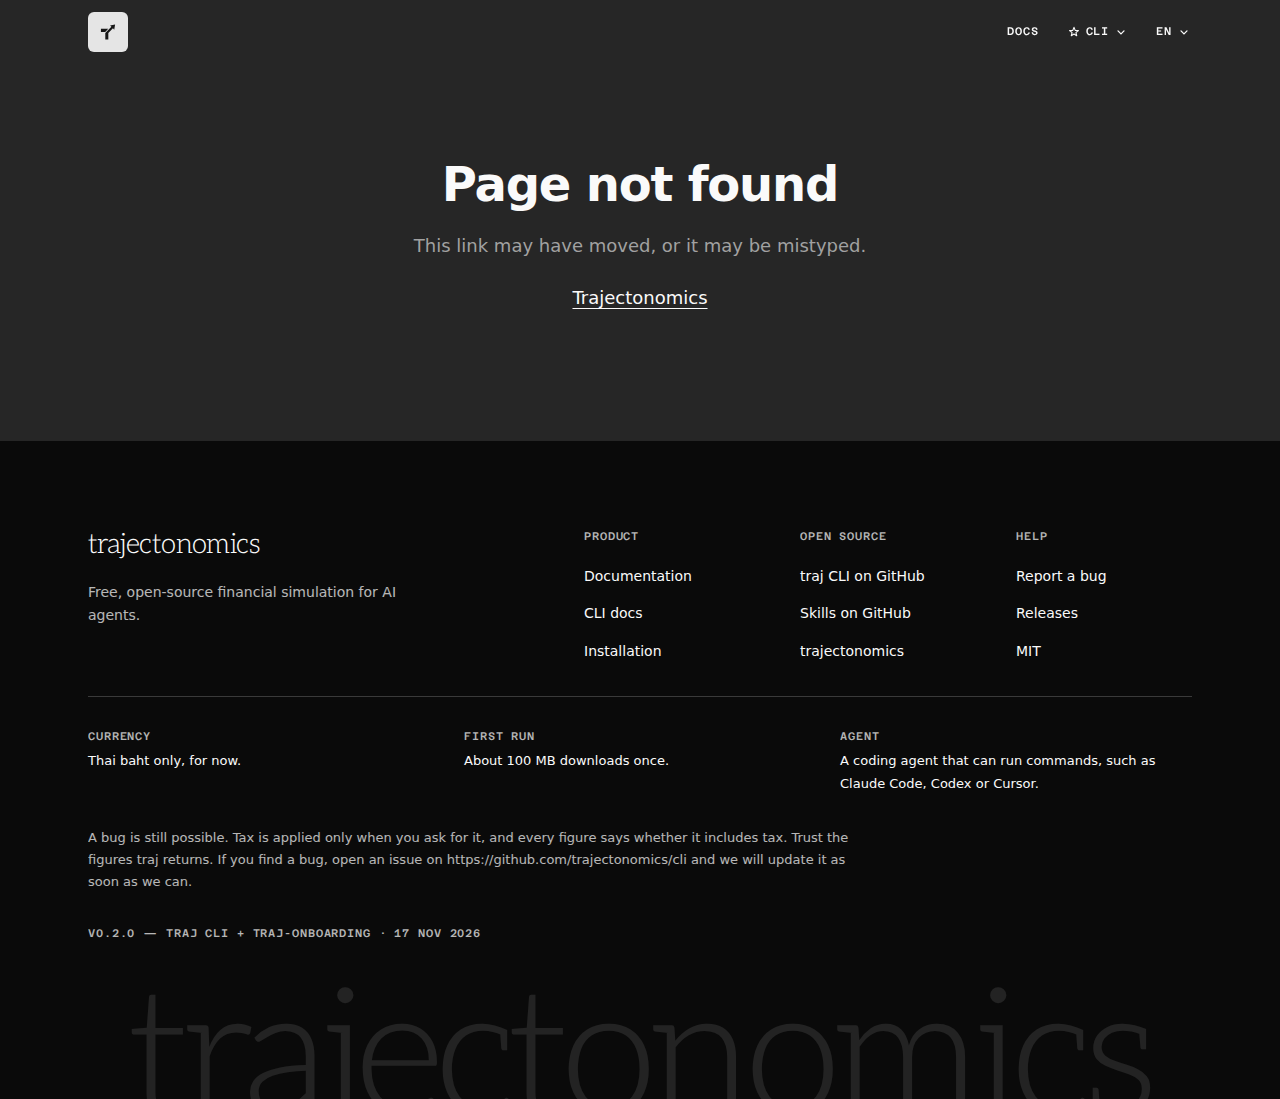 DOCS
CLI
EN
Page not found
This link may have moved, or it may be mistyped.
Trajectonomics
trajectonomics
Free, open-source financial simulation for AI
agents.
PRODUCT
Documentation
CLI docs
Installation
OPEN SOURCE
traj CLI on GitHub
Skills on GitHub
trajectonomics
HELP
Report a bug
Releases
MIT
CURRENCY
Thai baht only, for now.
FIRST RUN
About 100 MB downloads once.
AGENT
A coding agent that can run commands, such as
Claude Code, Codex or Cursor.
A bug is still possible. Tax is applied only when you ask for it, and every figure says whether it includes tax. Trust the
figures traj returns. If you find a bug, open an issue on https://github.com/trajectonomics/cli and we will update it as
soon as we can.
V0.2.0 — TRAJ CLI + TRAJ-ONBOARDING · 17 NOV 2026
trajectonomics